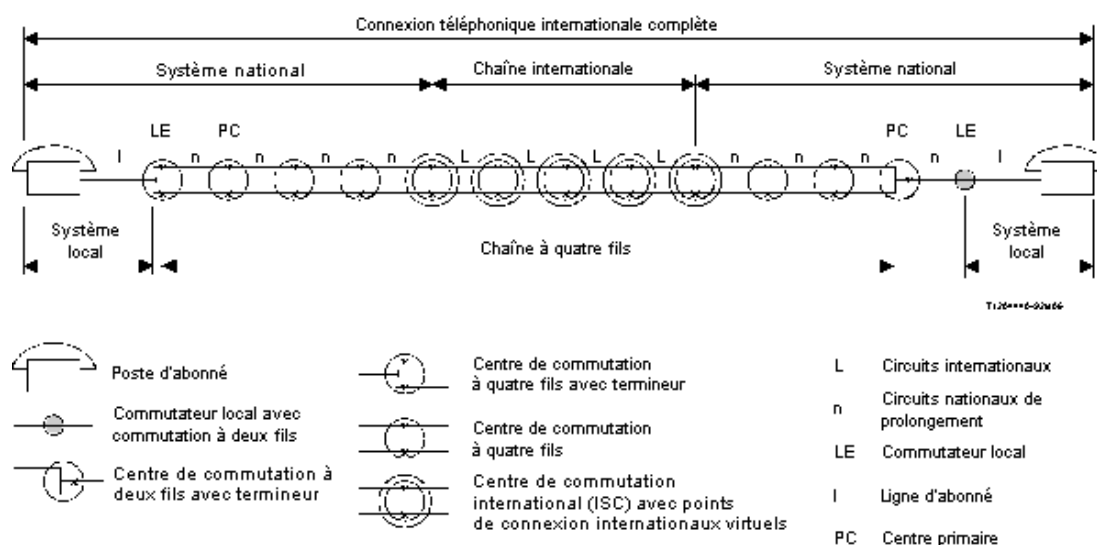 Connexion téléphonique internationale complète
Système national
Chaîne internationale
Système national
LE PC PC LE
l n n n n L L L L n n n n l
Système
local
Chaîne à quatre fils
Système
local
Poste d'abonné
Commutateur local avec
commutation à deux fils
Centre de commutation à
deux fils avec termineur
Centre de commutation
à quatre fils avec termineur
Centre de commutation
à quatre fils
Centre de commutation
international (ISC) avec points
de connexion internationaux virtuels
L Circuits internationaux
n Circuits nationaux de
prolongement
LE Commutateur local
l Ligne d'abonné
PC Centre primaire